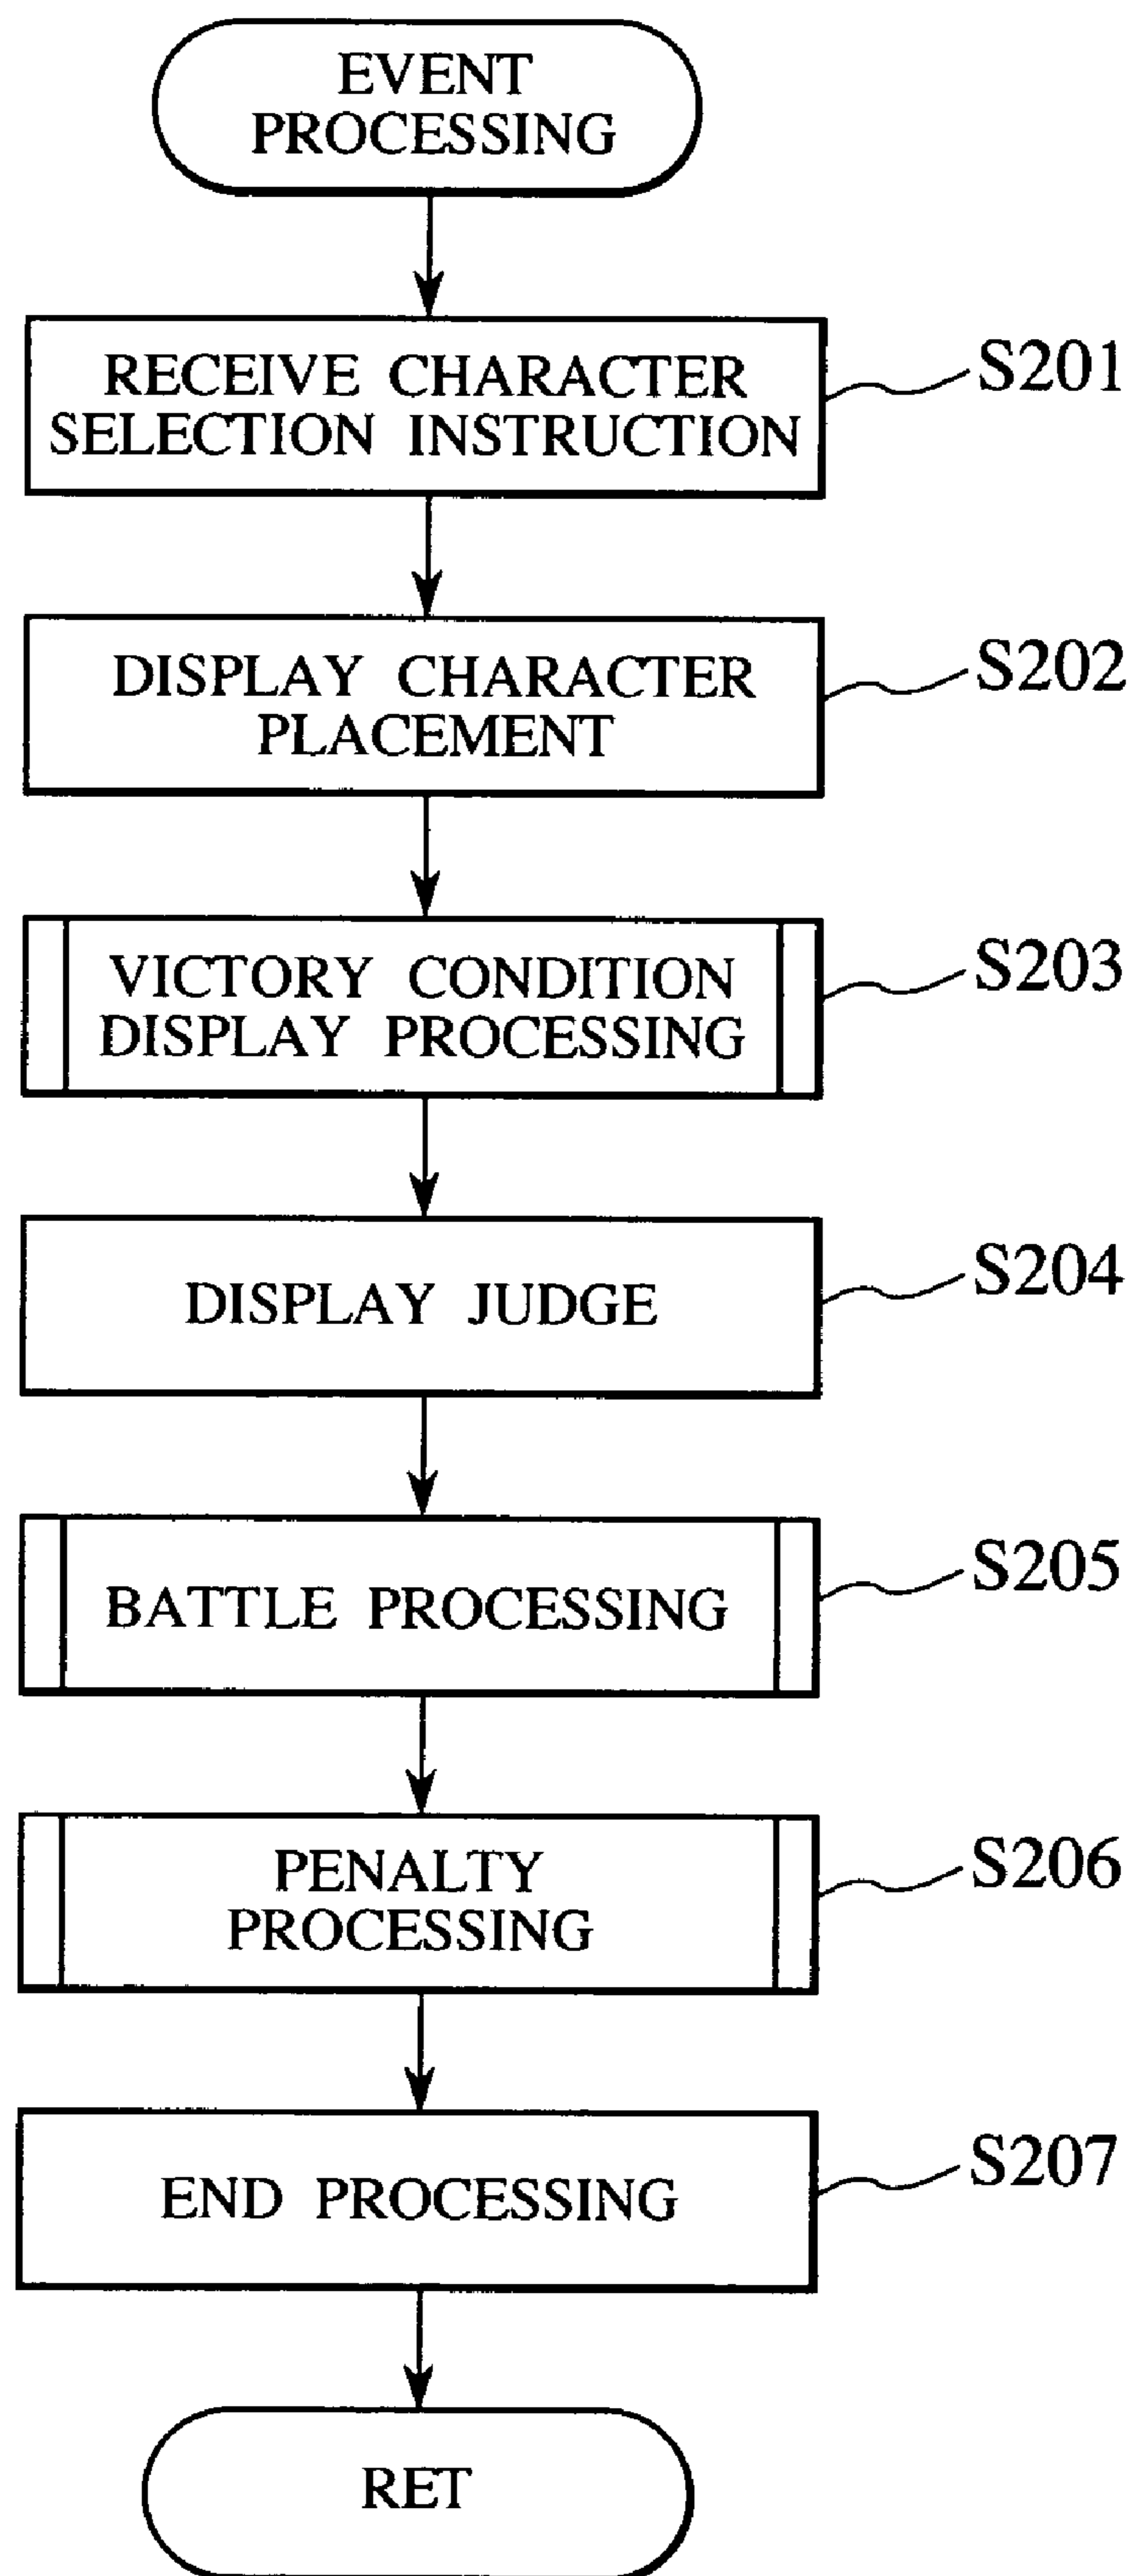 EVENT
PROCESSING
RECEIVE CHARACTER
SELECTION INSTRUCTION
S201
DISPLAY CHARACTER
PLACEMENT
S202
VICTORY CONDITION
DISPLAY PROCESSING
S203
DISPLAY JUDGE
S204
BATTLE PROCESSING
S205
PENALTY
PROCESSING
S206
END PROCESSING
S207
RET